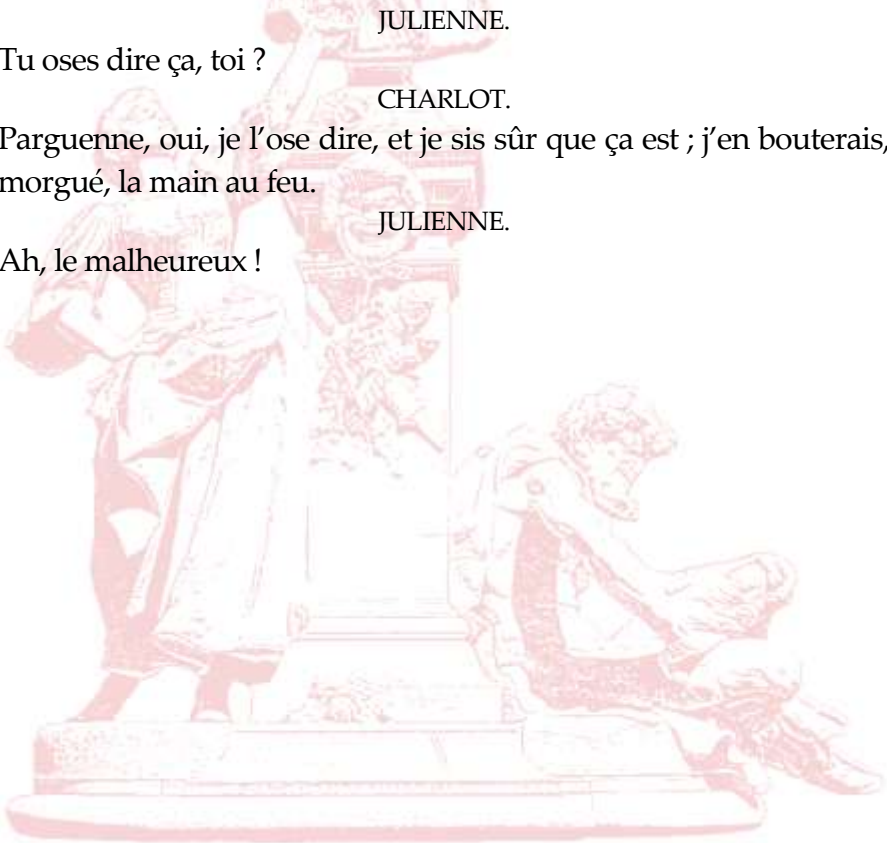 JULIENNE.
Tu oses dire ça, toi ?
CHARLOT.
Parguenne, oui, je l’ose dire, et je sis sûr que ça est ; j’en bouterais,
morgué, la main au feu.
JULIENNE.
Ah, le malheureux !